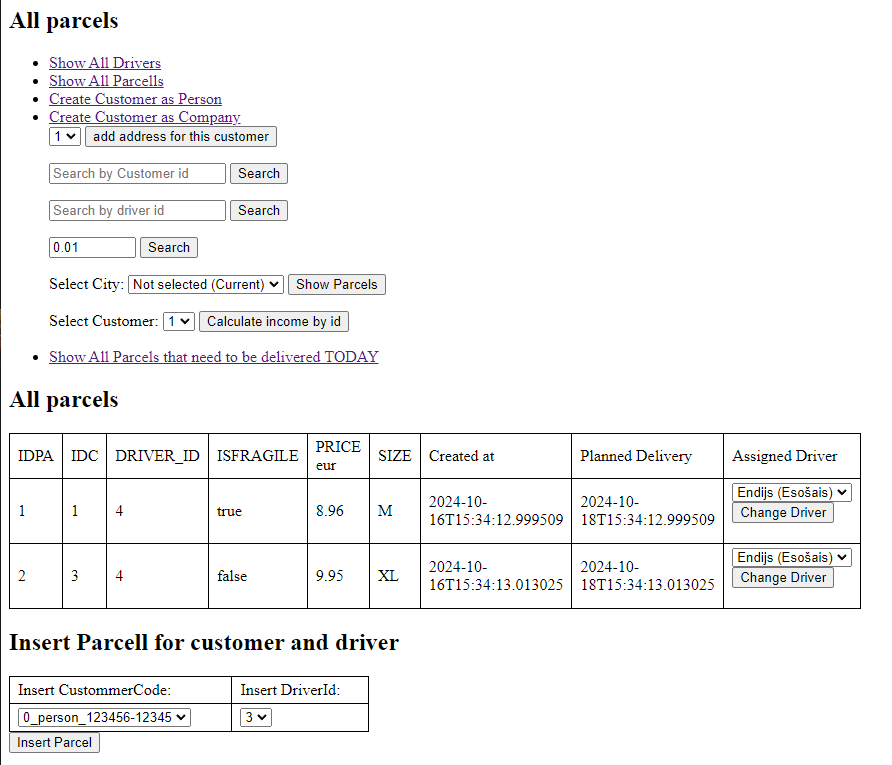 All parcels
Show All Drivers
Show All Parcells
Create Customer as Person
Create Customer as Company
1 add address for this customer
Search by Customer id Search
Search by driver id Search
0.01 Search
Select City: Not selected (Current) Show Parcels
Select Customer: 1 Calculate income by id
Show All Parcels that need to be delivered TODAY
All parcels
IDPA IDC DRIVER_ID ISFRAGILE PRICE eur SIZE Created at Planned Delivery Assigned Driver
1 1 4 true 8.96 M 2024-10-16T15:34:12.999509 2024-10-18T15:34:12.999509 Endijs (Esošais) Change Driver
2 3 4 false 9.95 XL 2024-10-16T15:34:13.013025 2024-10-18T15:34:13.013025 Endijs (Esošais) Change Driver
Insert Parcell for customer and driver
Insert CustommerCode: Insert DriverId:
0_person_123456-12345 3
Insert Parcel